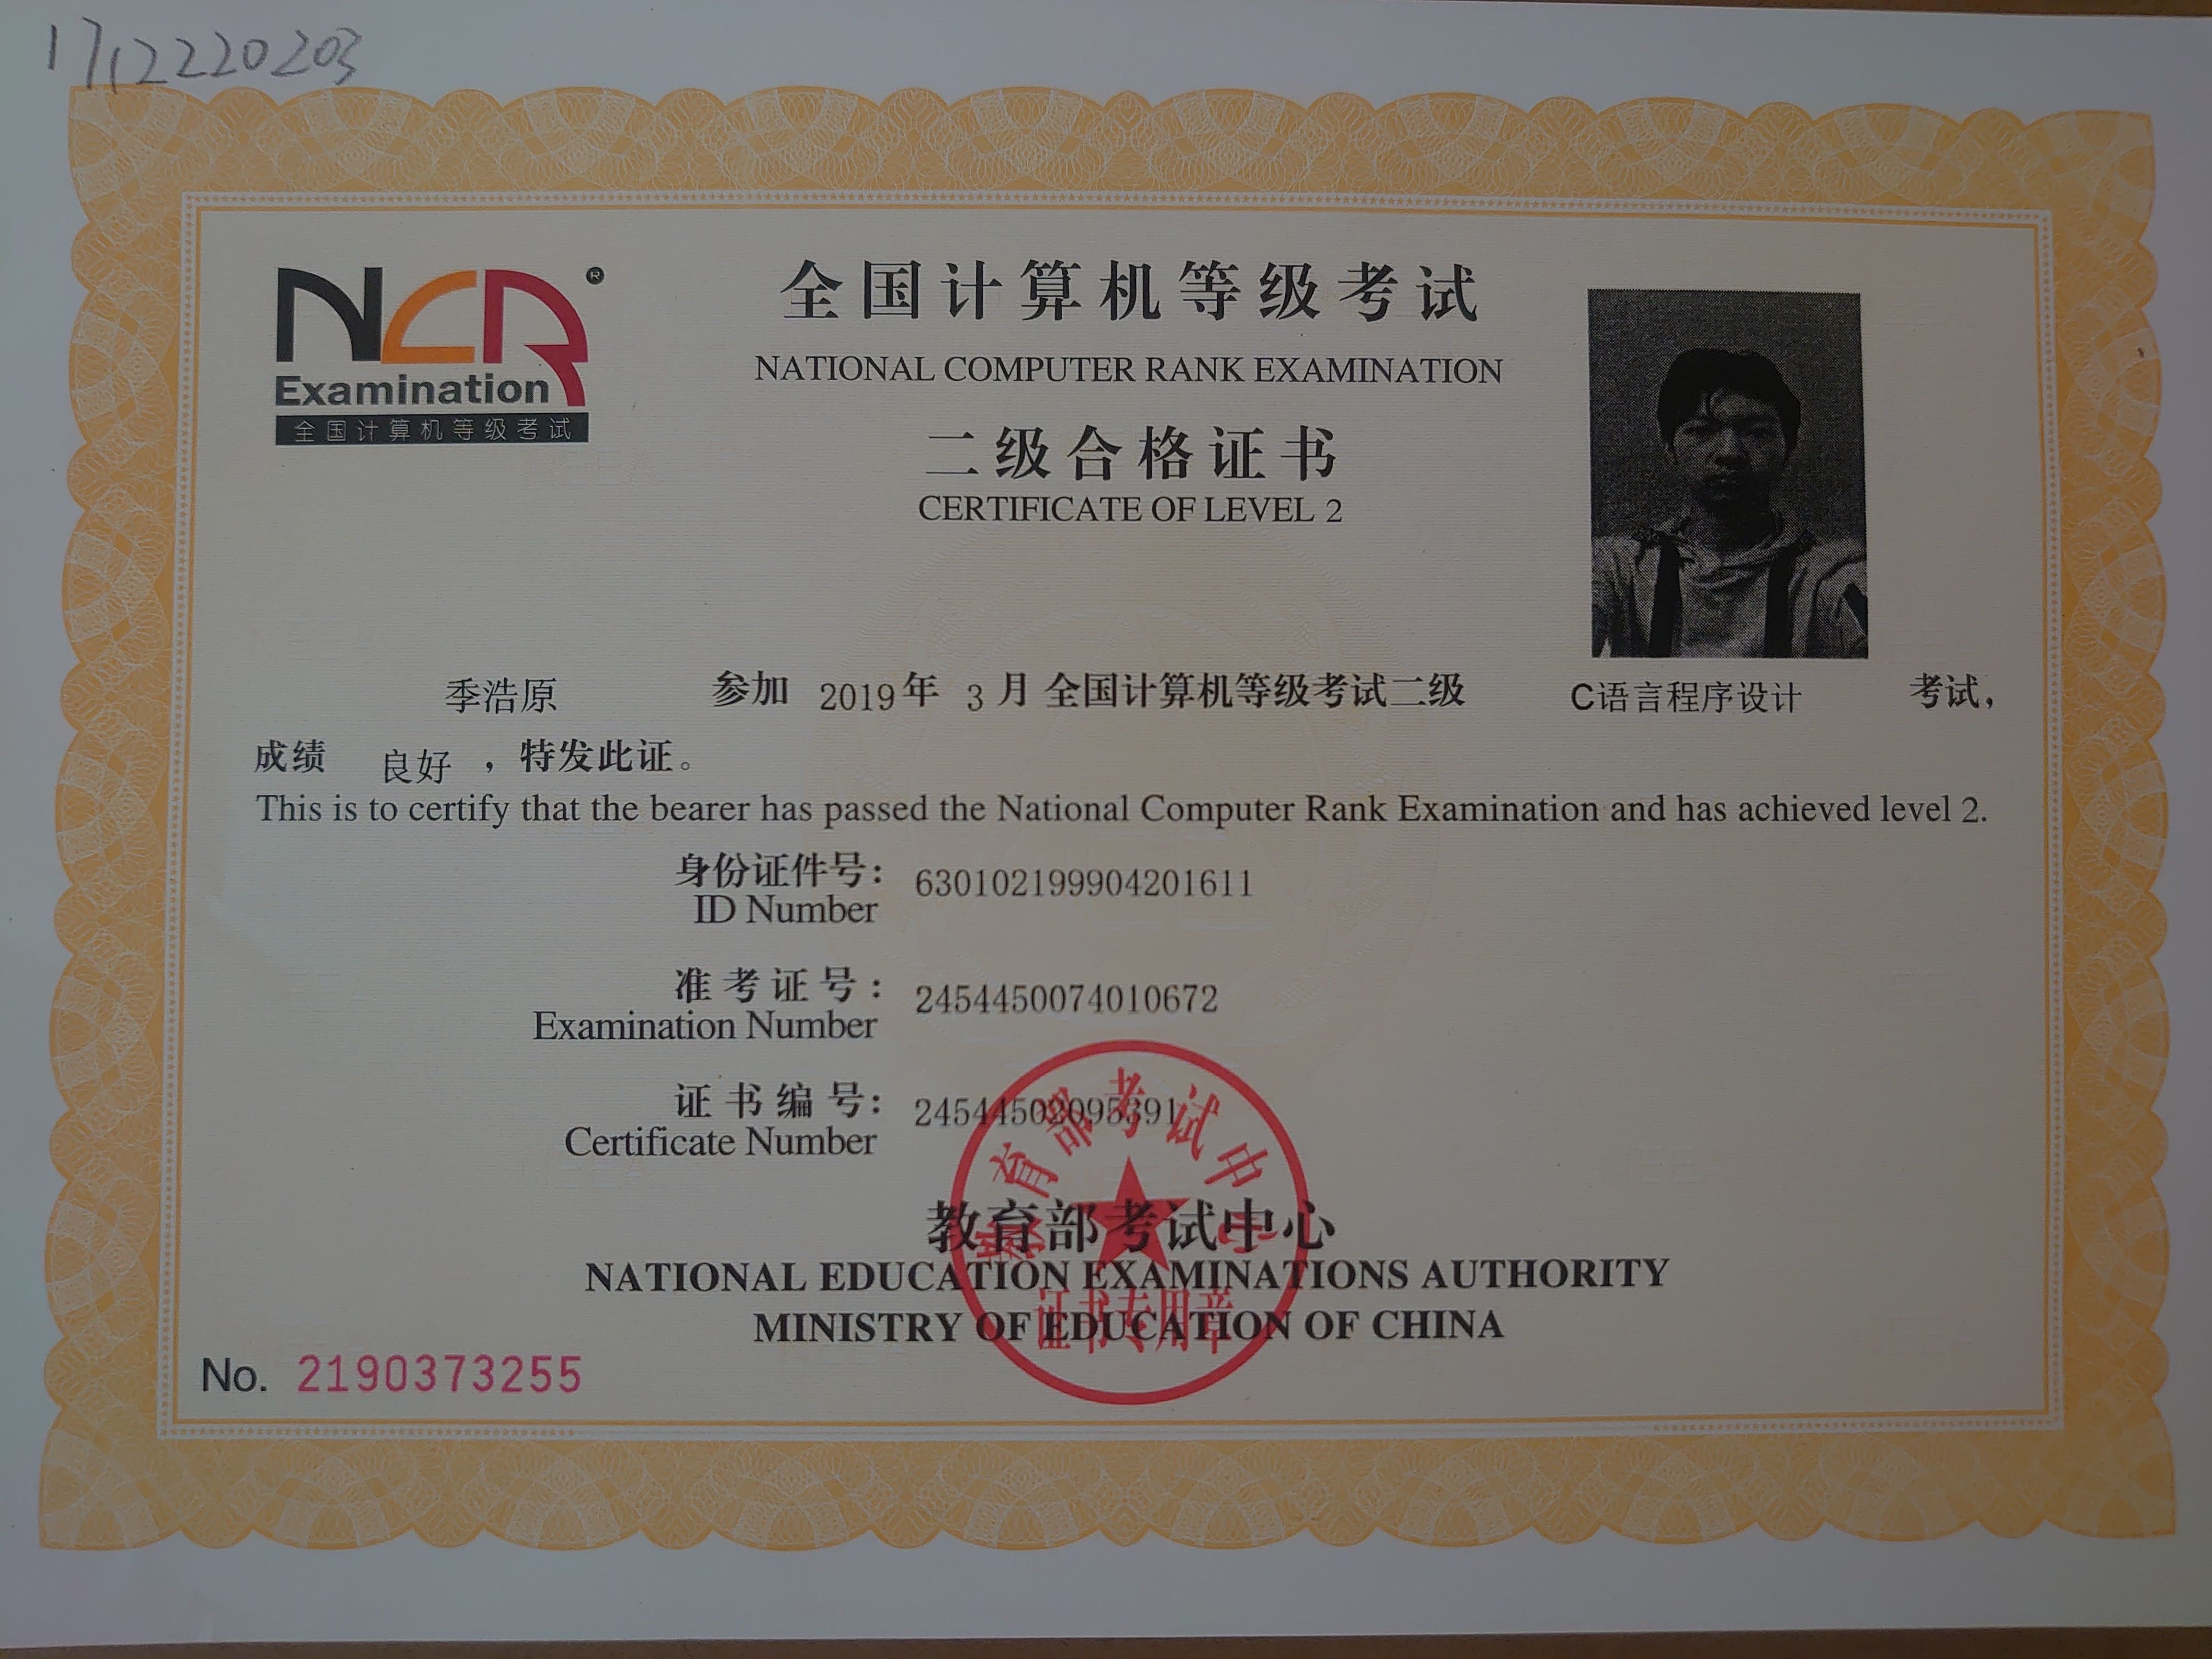 1712220203
NCR®
Examination
全国计算机等级考试
全国计算机等级考试
NATIONAL COMPUTER RANK EXAMINATION
二级合格证书
CERTIFICATE OF LEVEL 2
季浩原 参加 2019年 3月 全国计算机等级考试二级 C语言程序设计 考试，
成绩 良好 ，特发此证。
This is to certify that the bearer has passed the National Computer Rank Examination and has achieved level 2.
身份证件号： 630102199904201611
ID Number
准考证号： 2454450074010672
Examination Number
证书编号： 24544502095391
Certificate Number
教育部考试中心
教育部考试中心
NATIONAL EDUCATION EXAMINATIONS AUTHORITY
MINISTRY OF EDUCATION OF CHINA
证书专用章
No. 2190373255